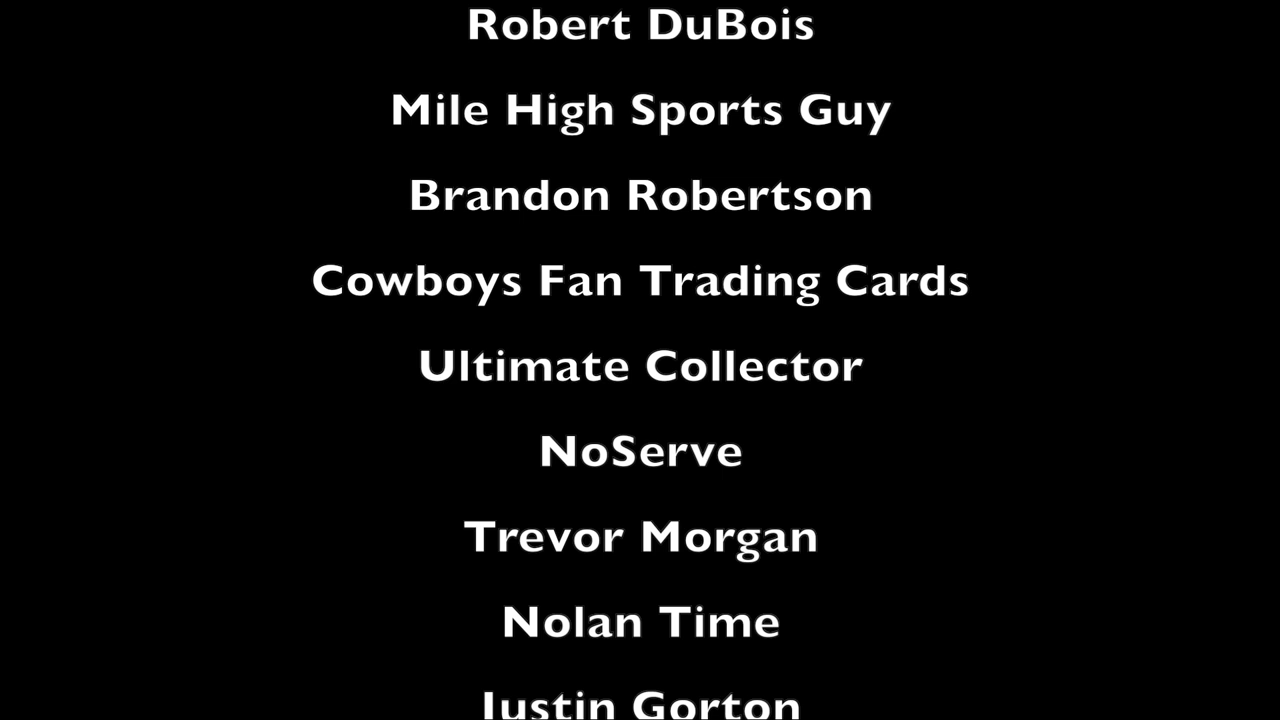 Robert DuBois
Mile High Sports Guy
Brandon Robertson
Cowboys Fan Trading Cards
Ultimate Collector
NoServe
Trevor Morgan
Nolan Time
Justin Gorton